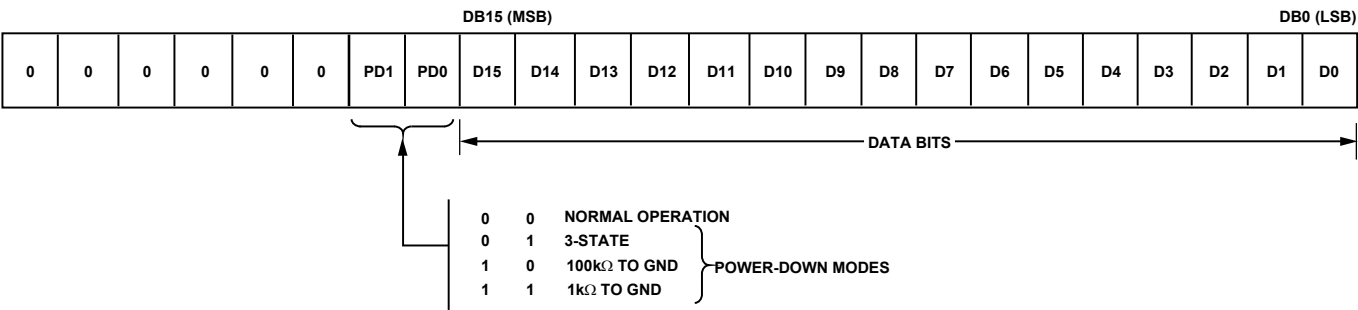 DB15 (MSB) DB0 (LSB)
0 0 0 0 0 0 PD1 PD0 D15 D14 D13 D12 D11 D10 D9 D8 D7 D6 D5 D4 D3 D2 D1 D0
DATA BITS
0 0 NORMAL OPERATION
0 1 3-STATE
1 0 100kΩ TO GND
POWER-DOWN MODES
1 1 1kΩ TO GND